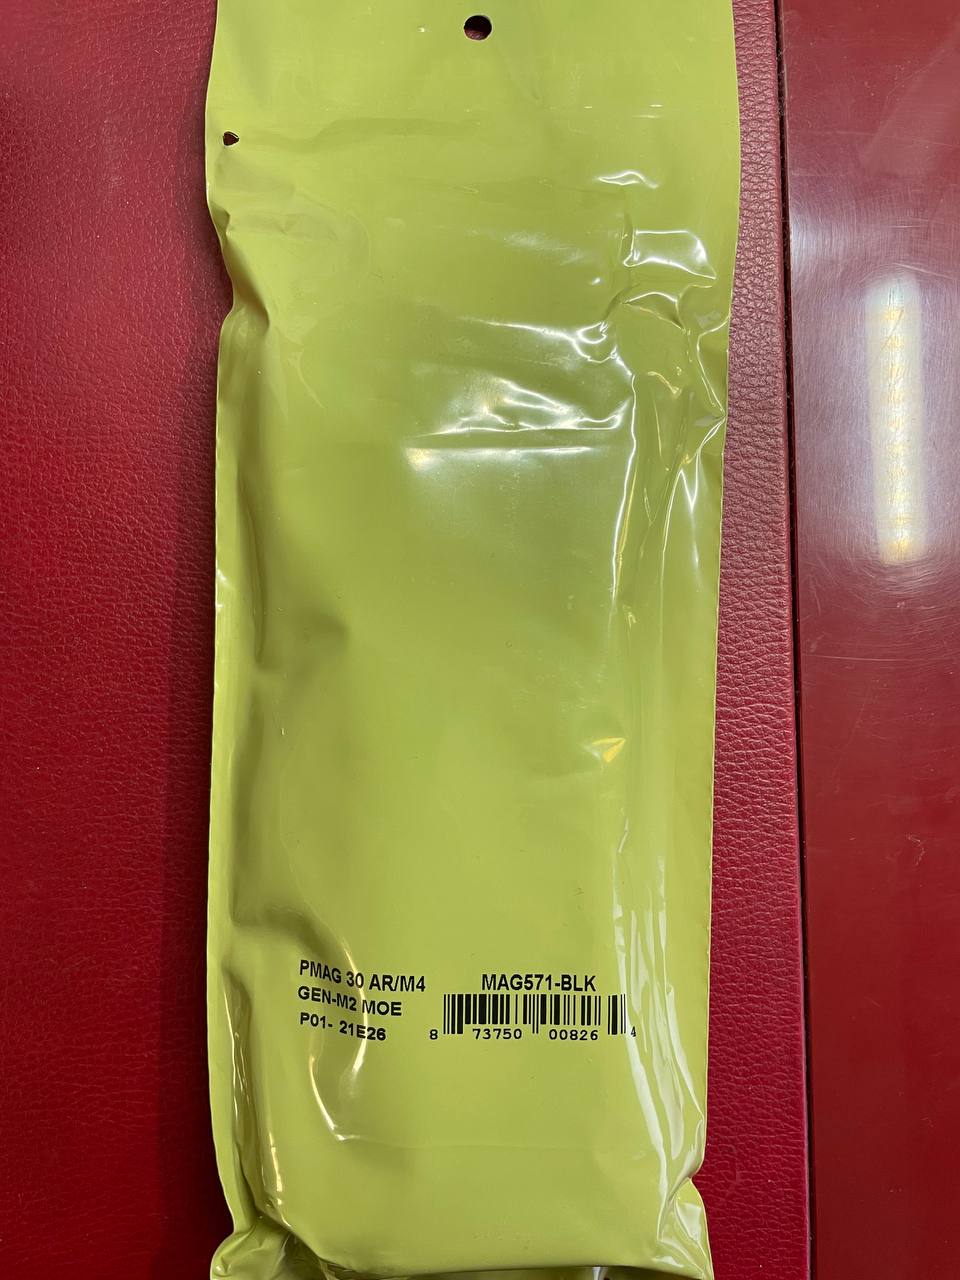 PMAG 30 AR/M4
GEN-M2 MOE
P01- 21E26
MAG571-BLK
8 73750 00826 4